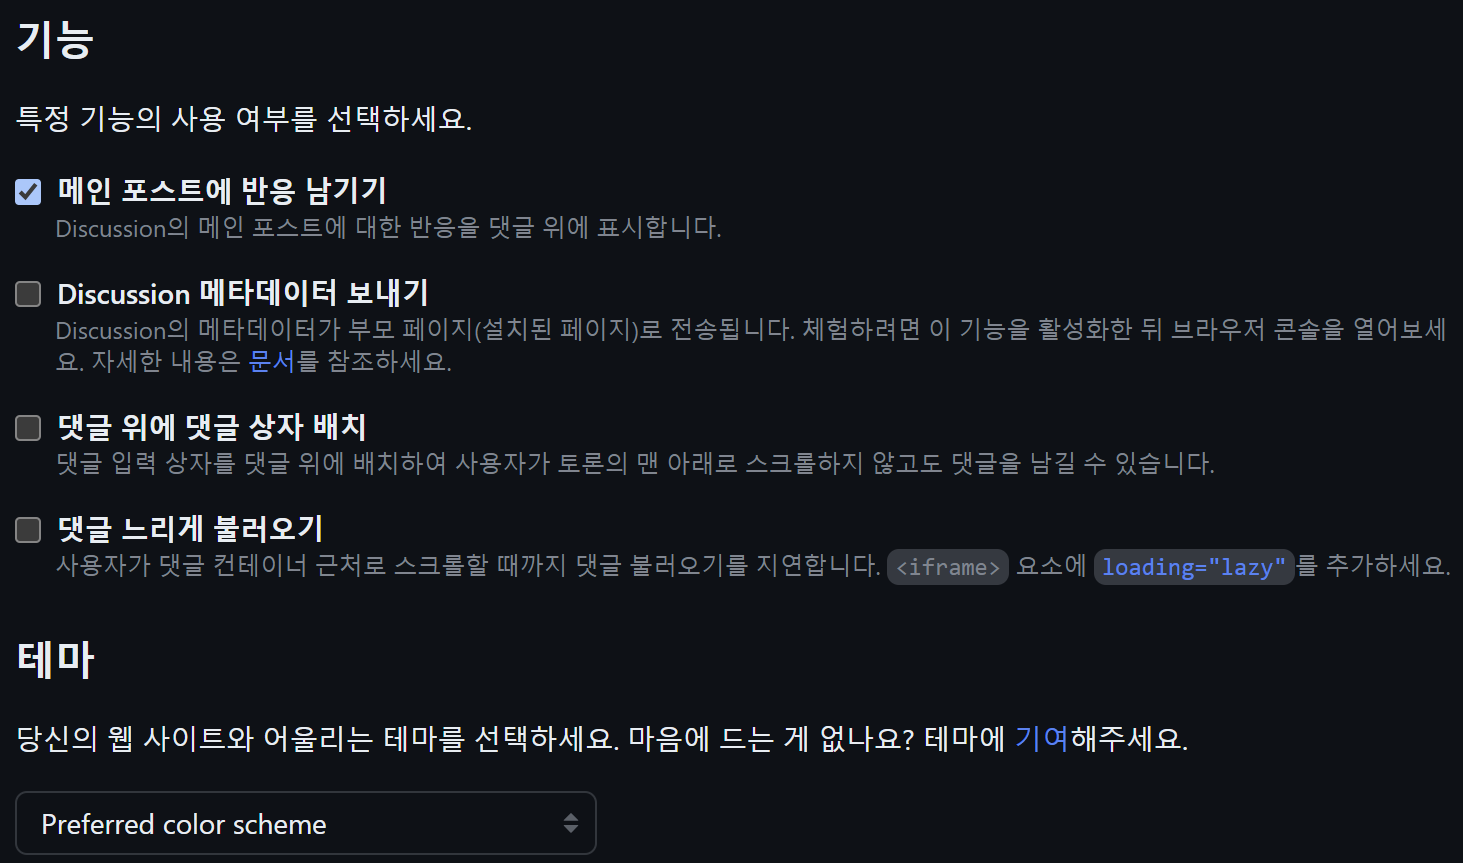 기능
특정 기능의 사용 여부를 선택하세요.
메인 포스트에 반응 남기기
Discussion의 메인 포스트에 대한 반응을 댓글 위에 표시합니다.
Discussion 메타데이터 보내기
Discussion의 메타데이터가 부모 페이지(설치된 페이지)로 전송됩니다. 체험하려면 이 기능을 활성화한 뒤 브라우저 콘솔을 열어보세
요. 자세한 내용은 문서를 참조하세요.
댓글 위에 댓글 상자 배치
댓글 입력 상자를 댓글 위에 배치하여 사용자가 토론의 맨 아래로 스크롤하지 않고도 댓글을 남길 수 있습니다.
댓글 느리게 불러오기
사용자가 댓글 컨테이너 근처로 스크롤할 때까지 댓글 불러오기를 지연합니다. <iframe> 요소에 loading="lazy"를 추가하세요.
테마
당신의 웹 사이트와 어울리는 테마를 선택하세요. 마음에 드는 게 없나요? 테마에 기여해주세요.
Preferred color scheme